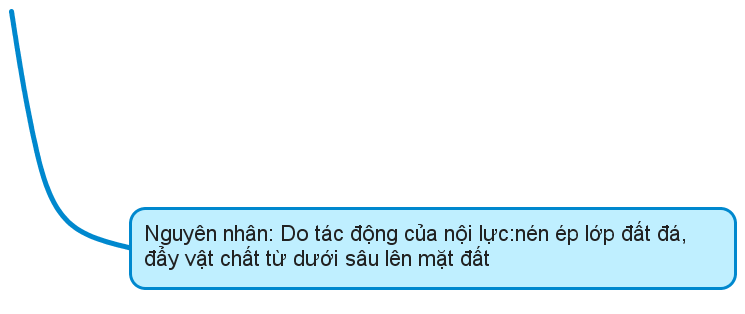 Nguyên nhân: Do tác động của nội lực:nén ép lớp đất đá,
đẩy vật chất từ dưới sâu lên mặt đất